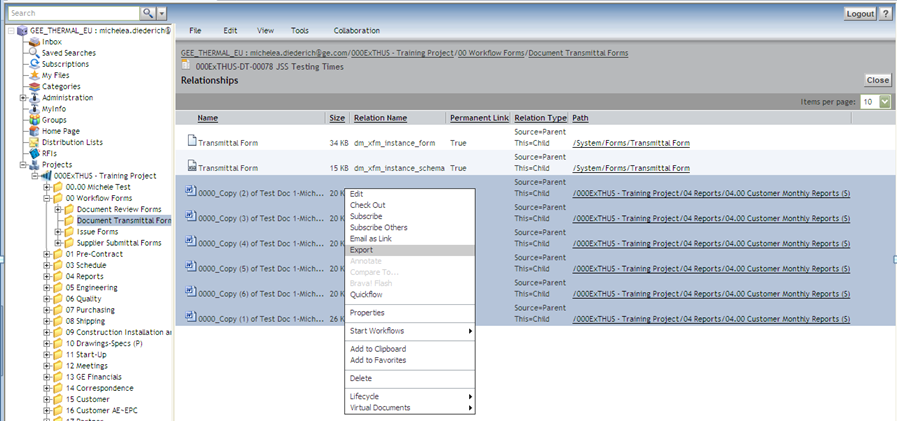 Search
Logout
?
GEE_THERMAL_EU : michelea.diederich@
Inbox
Saved Searches
Subscriptions
My Files
Categories
Administration
MyInfo
Groups
Home Page
Distribution Lists
RFIs
Projects
000ExTHUS - Training Project
00.00 Michele Test
00 Workflow Forms
Document Review Forms
Document Transmittal Form
Issue Forms
Supplier Submittal Forms
01 Pre-Contract
03 Schedule
04 Reports
05 Engineering
06 Quality
07 Purchasing
08 Shipping
09 Construction Installation a
10 Drawings-Specs (P)
11 Start-Up
12 Meetings
13 GE Financials
14 Correspondence
15 Customer
16 Customer AE-EPC
File Edit View Tools Collaboration
GEE_THERMAL_EU : michelea.diederich@ge.com/000ExTHUS - Training Project/00 Workflow Forms/Document Transmittal Forms
000ExTHUS-DT-00078 JSS Testing Times
Relationships
Close
Items per page: 10
Name Size Relation Name Permanent Link Relation Type Path
Source=Parent
Transmittal Form 34 KB dm_xfm_instance_form True This=Child /System/Forms/Transmittal Form
Source=Parent
Transmittal Form 16 KB dm_xfm_instance_schema True This=Child /System/Forms/Transmittal Form
Source=Parent
0000_Copy (2) of Test Doc 1-Mich... 20 K This=Child /000ExTHUS - Training Project/04 Reports/04.00 Customer Monthly Reports (S)
Source=Parent
0000_Copy (3) of Test Doc 1-Mich... 20 K This=Child /000ExTHUS - Training Project/04 Reports/04.00 Customer Monthly Reports (S)
Source=Parent
0000_Copy (4) of Test Doc 1-Mich... 20 K This=Child /000ExTHUS - Training Project/04 Reports/04.00 Customer Monthly Reports (S)
Source=Parent
0000_Copy (5) of Test Doc 1-Mich... 20 K This=Child /000ExTHUS - Training Project/04 Reports/04.00 Customer Monthly Reports (S)
Source=Parent
0000_Copy (6) of Test Doc 1-Mich... 20 K This=Child /000ExTHUS - Training Project/04 Reports/04.00 Customer Monthly Reports (S)
Source=Parent
0000_Copy (1) of Test Doc 1-Mich... 26 K This=Child /000ExTHUS - Training Project/04 Reports/04.00 Customer Monthly Reports (S)
Edit
Check Out
Subscribe
Subscribe Others
Email as Link
Export
Annotate
Compare To...
Brava! Flash
Quickflow
Properties
Start Workflows
Add to Clipboard
Add to Favorites
Delete
Lifecycle
Virtual Documents